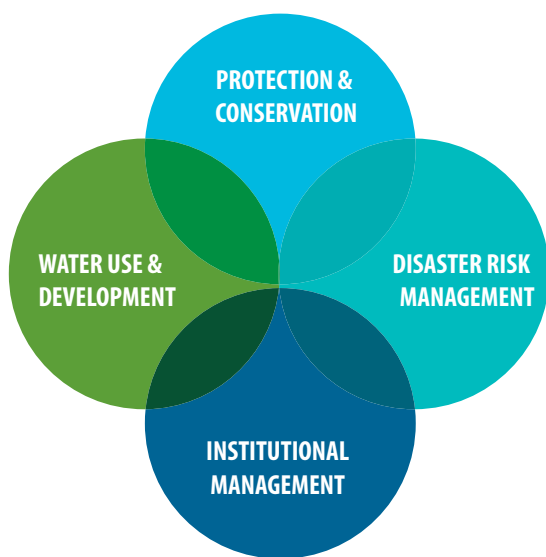 PROTECTION &
CONSERVATION
WATER USE &
DEVELOPMENT
DISASTER RISK
MANAGEMENT
INSTITUTIONAL
MANAGEMENT